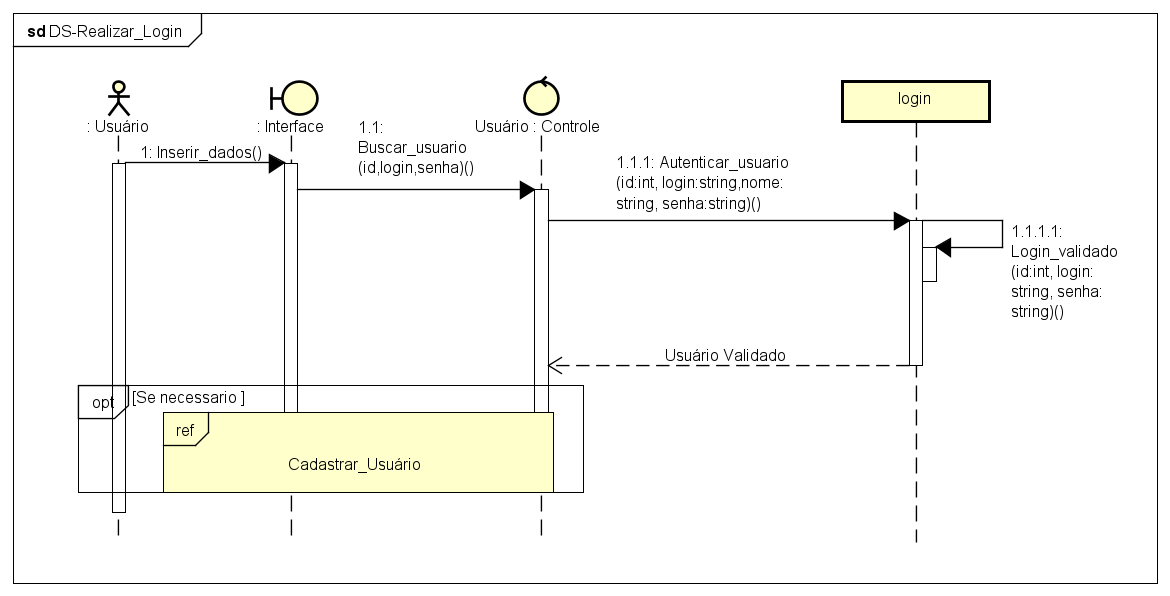 sd DS-Realizar_Login
: Usuário
: Interface
Usuário : Controle
login
1: Inserir_dados()
1.1:
Buscar_usuario
(id,login,senha)()
1.1.1: Autenticar_usuario
(id:int, login:string,nome:
string, senha:string)()
1.1.1.1:
Login_validado
(id:int, login:
string, senha:
string)()
Usuário Validado
opt
[Se necessario ]
ref
Cadastrar_Usuário